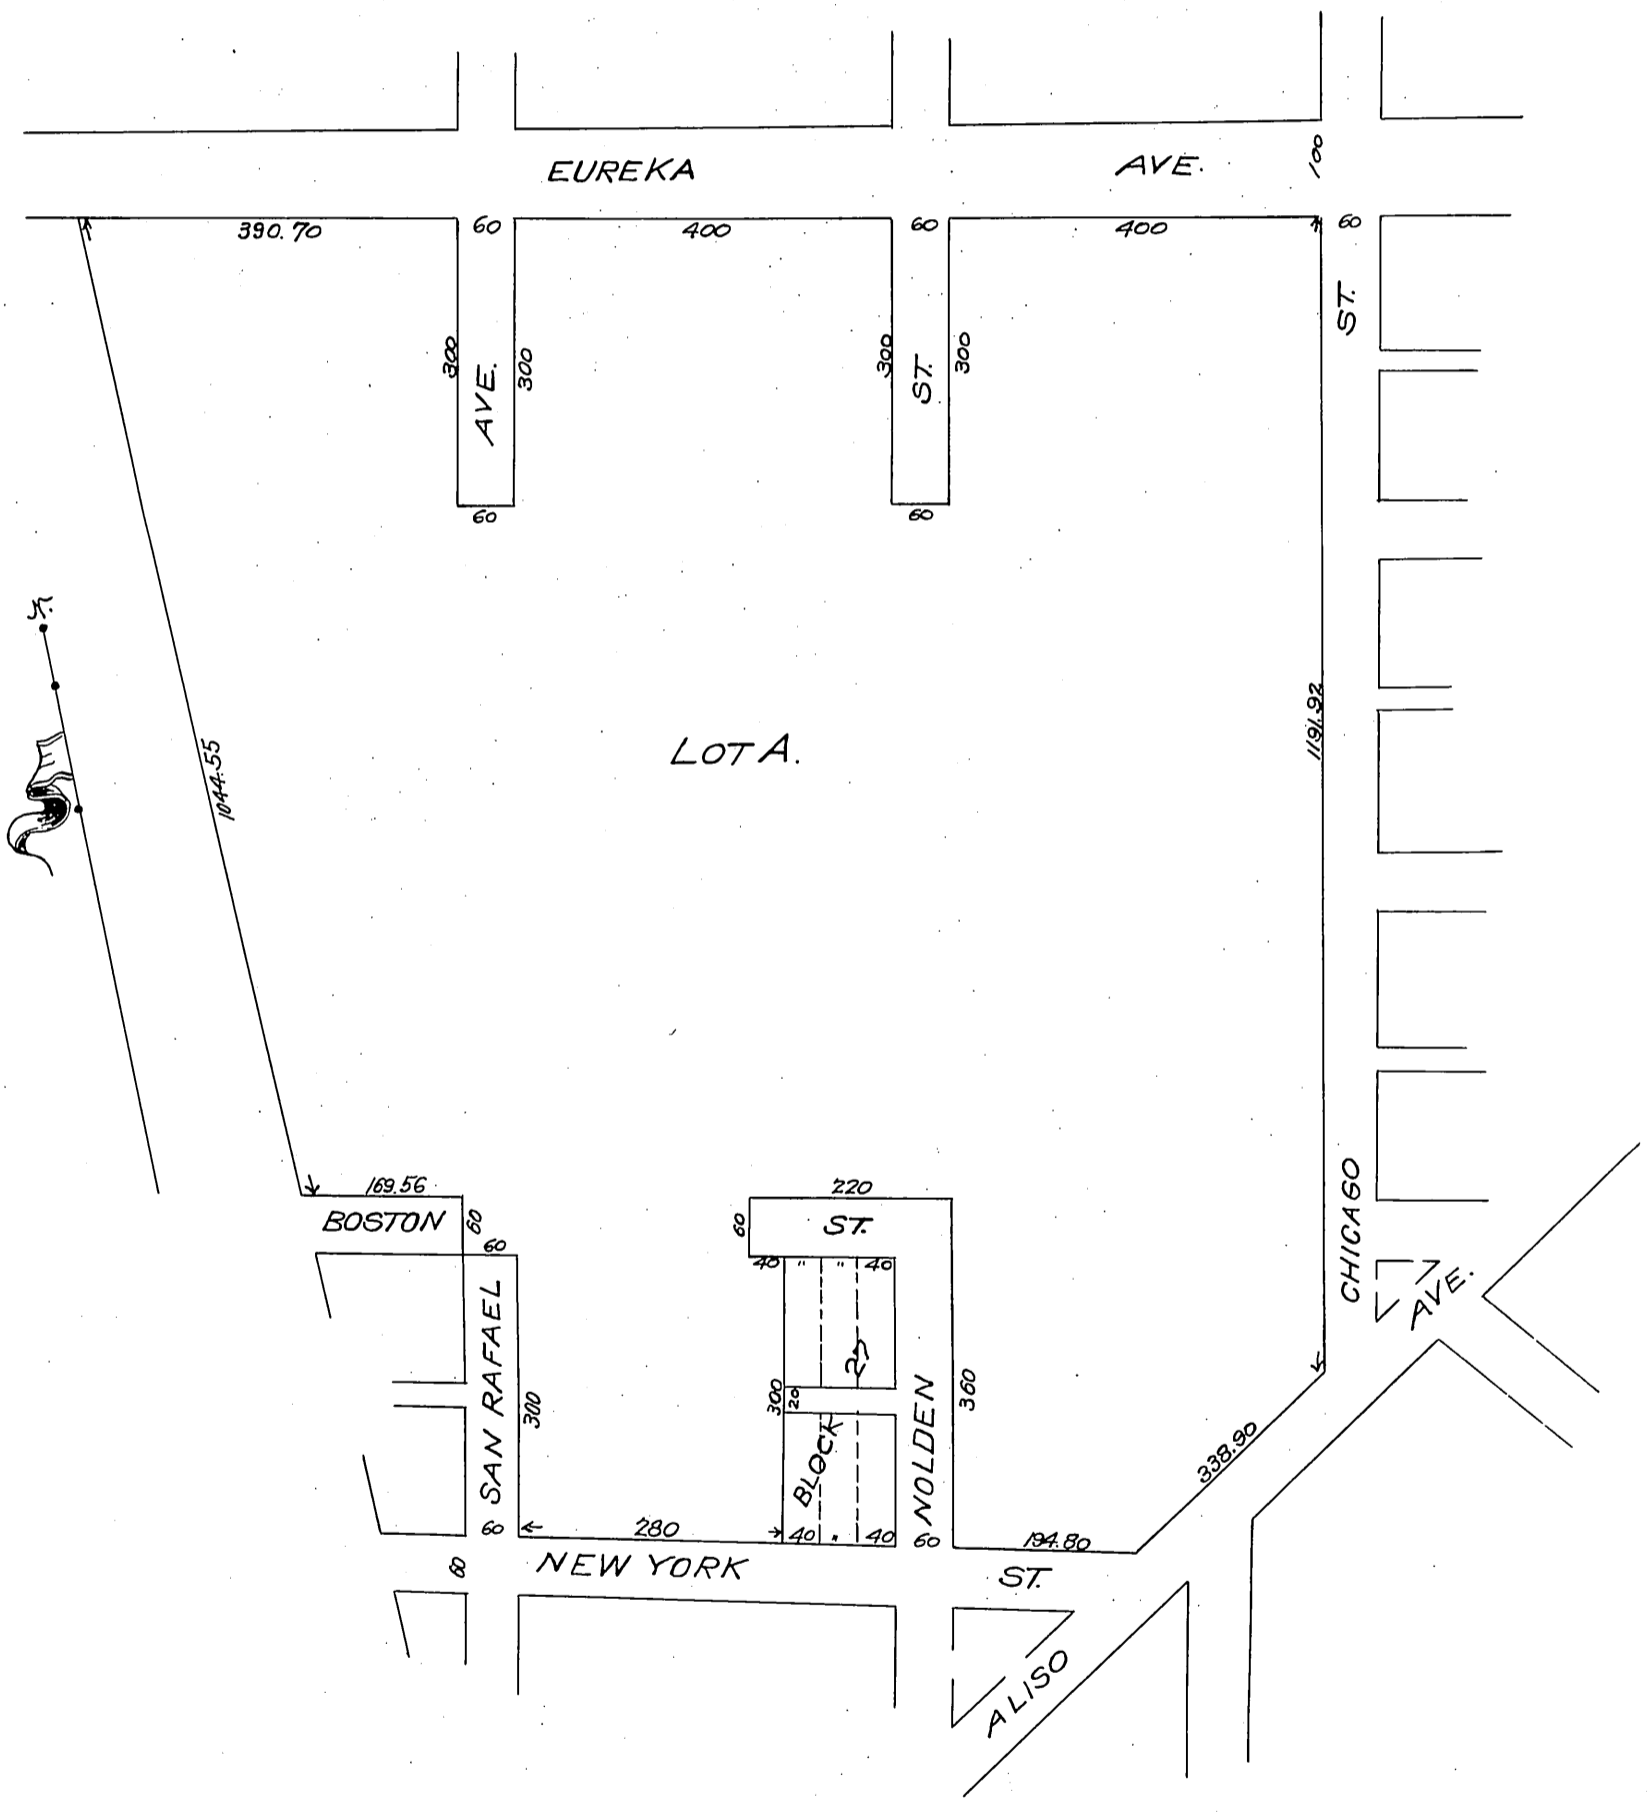 EUREKA AVE.
100
390.70 60 400 60 400 60
ST.
300 AVE. 300 300 ST. 300
60 60
LOT A.
1044.55
1191.92
169.56
220
BOSTON 60 60 ST.
60
40 " " 40
CHICAGO
AVE.
SAN RAFAEL
300
300
20
BLOCK 27
NOLDEN
360
338.90
60 280 40 " 40 60 194.80
60 NEW YORK ST.
ALISO